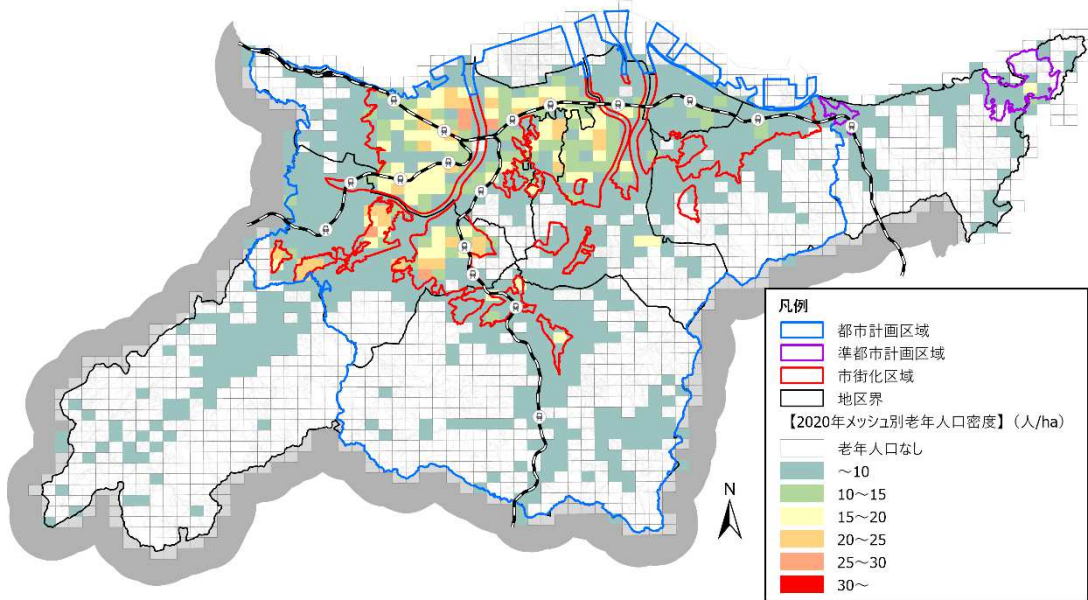 N
凡例
都市計画区域
準都市計画区域
市街化区域
地区界
【2020年メッシュ別老年人口密度】（人/ha）
老年人口なし
～10
10～15
15～20
20～25
25～30
30～